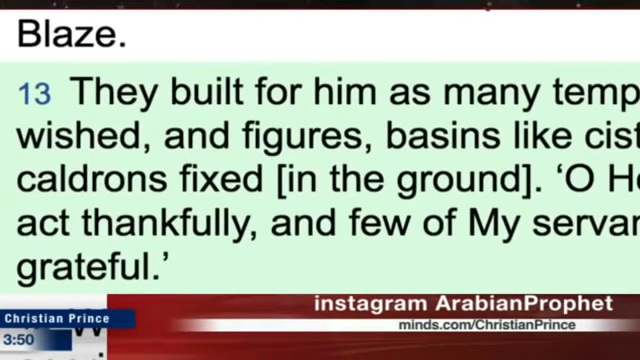 Blaze.
13 They built for him as many temp
wished, and figures, basins like cist
caldrons fixed [in the ground]. ‘O H
act thankfully, and few of My servar
grateful.’
instagram ArabianProphet
Christian Prince
minds.com/ChristianPrince
3:50